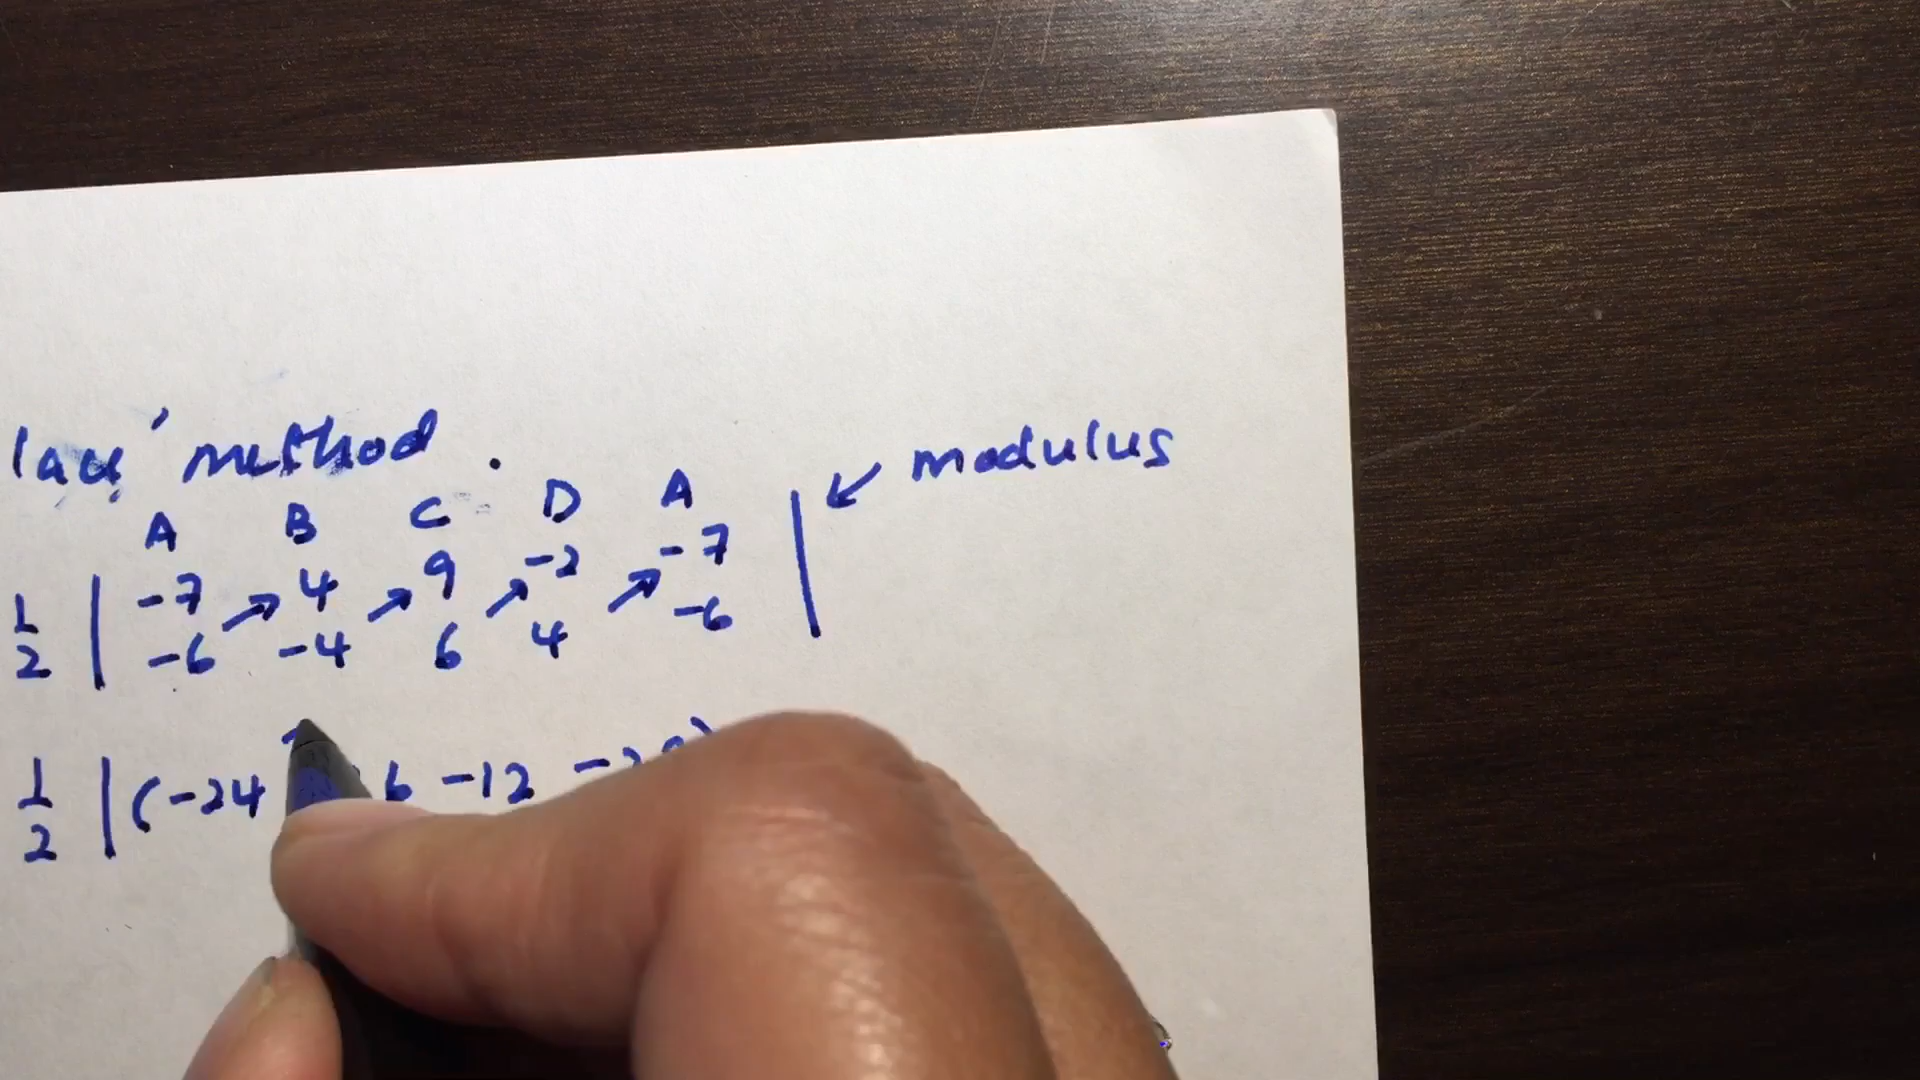 lace' method .
modulus
A B C D A
1/2 | -7 4 9 -2 -7 |
-6 -4 6 4 -6
1/2 | (-24 6 -12